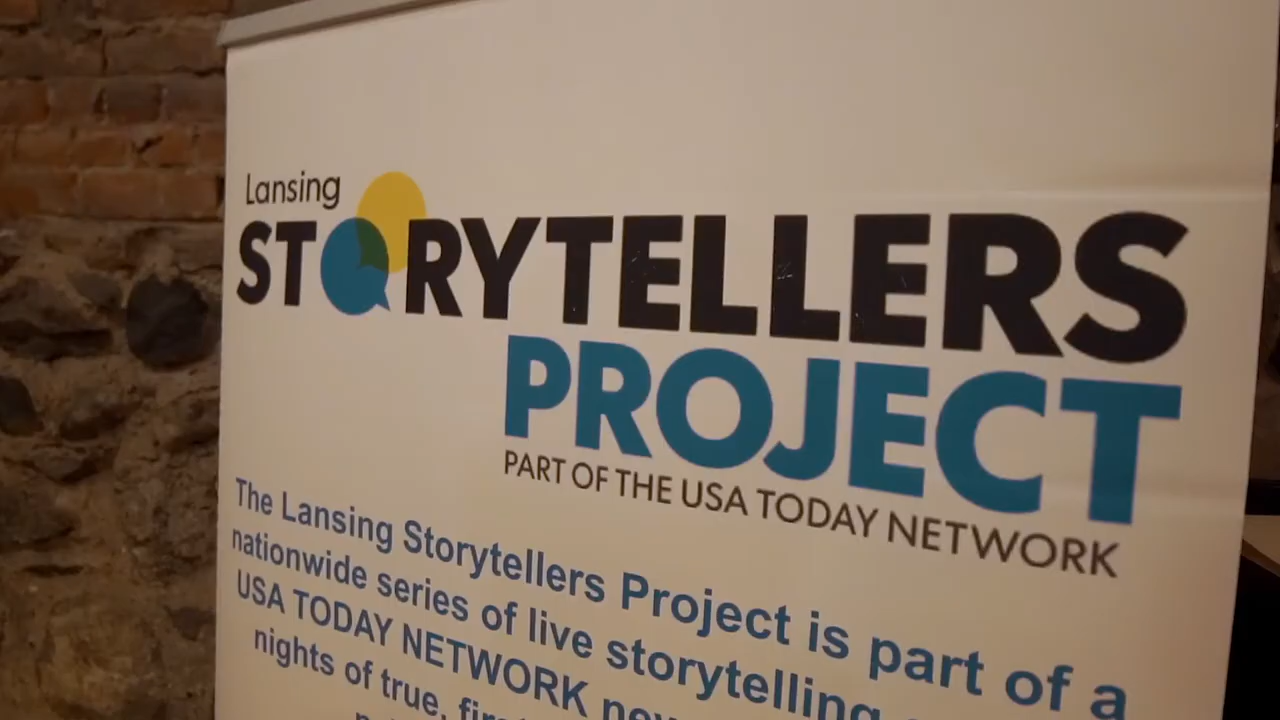 Lansing
STORYTELLERS
PROJECT
PART OF THE USA TODAY NETWORK
The Lansing Storytellers Project is part of a
nationwide series of live storytelling
USA TODAY NETWORK
nights of true,